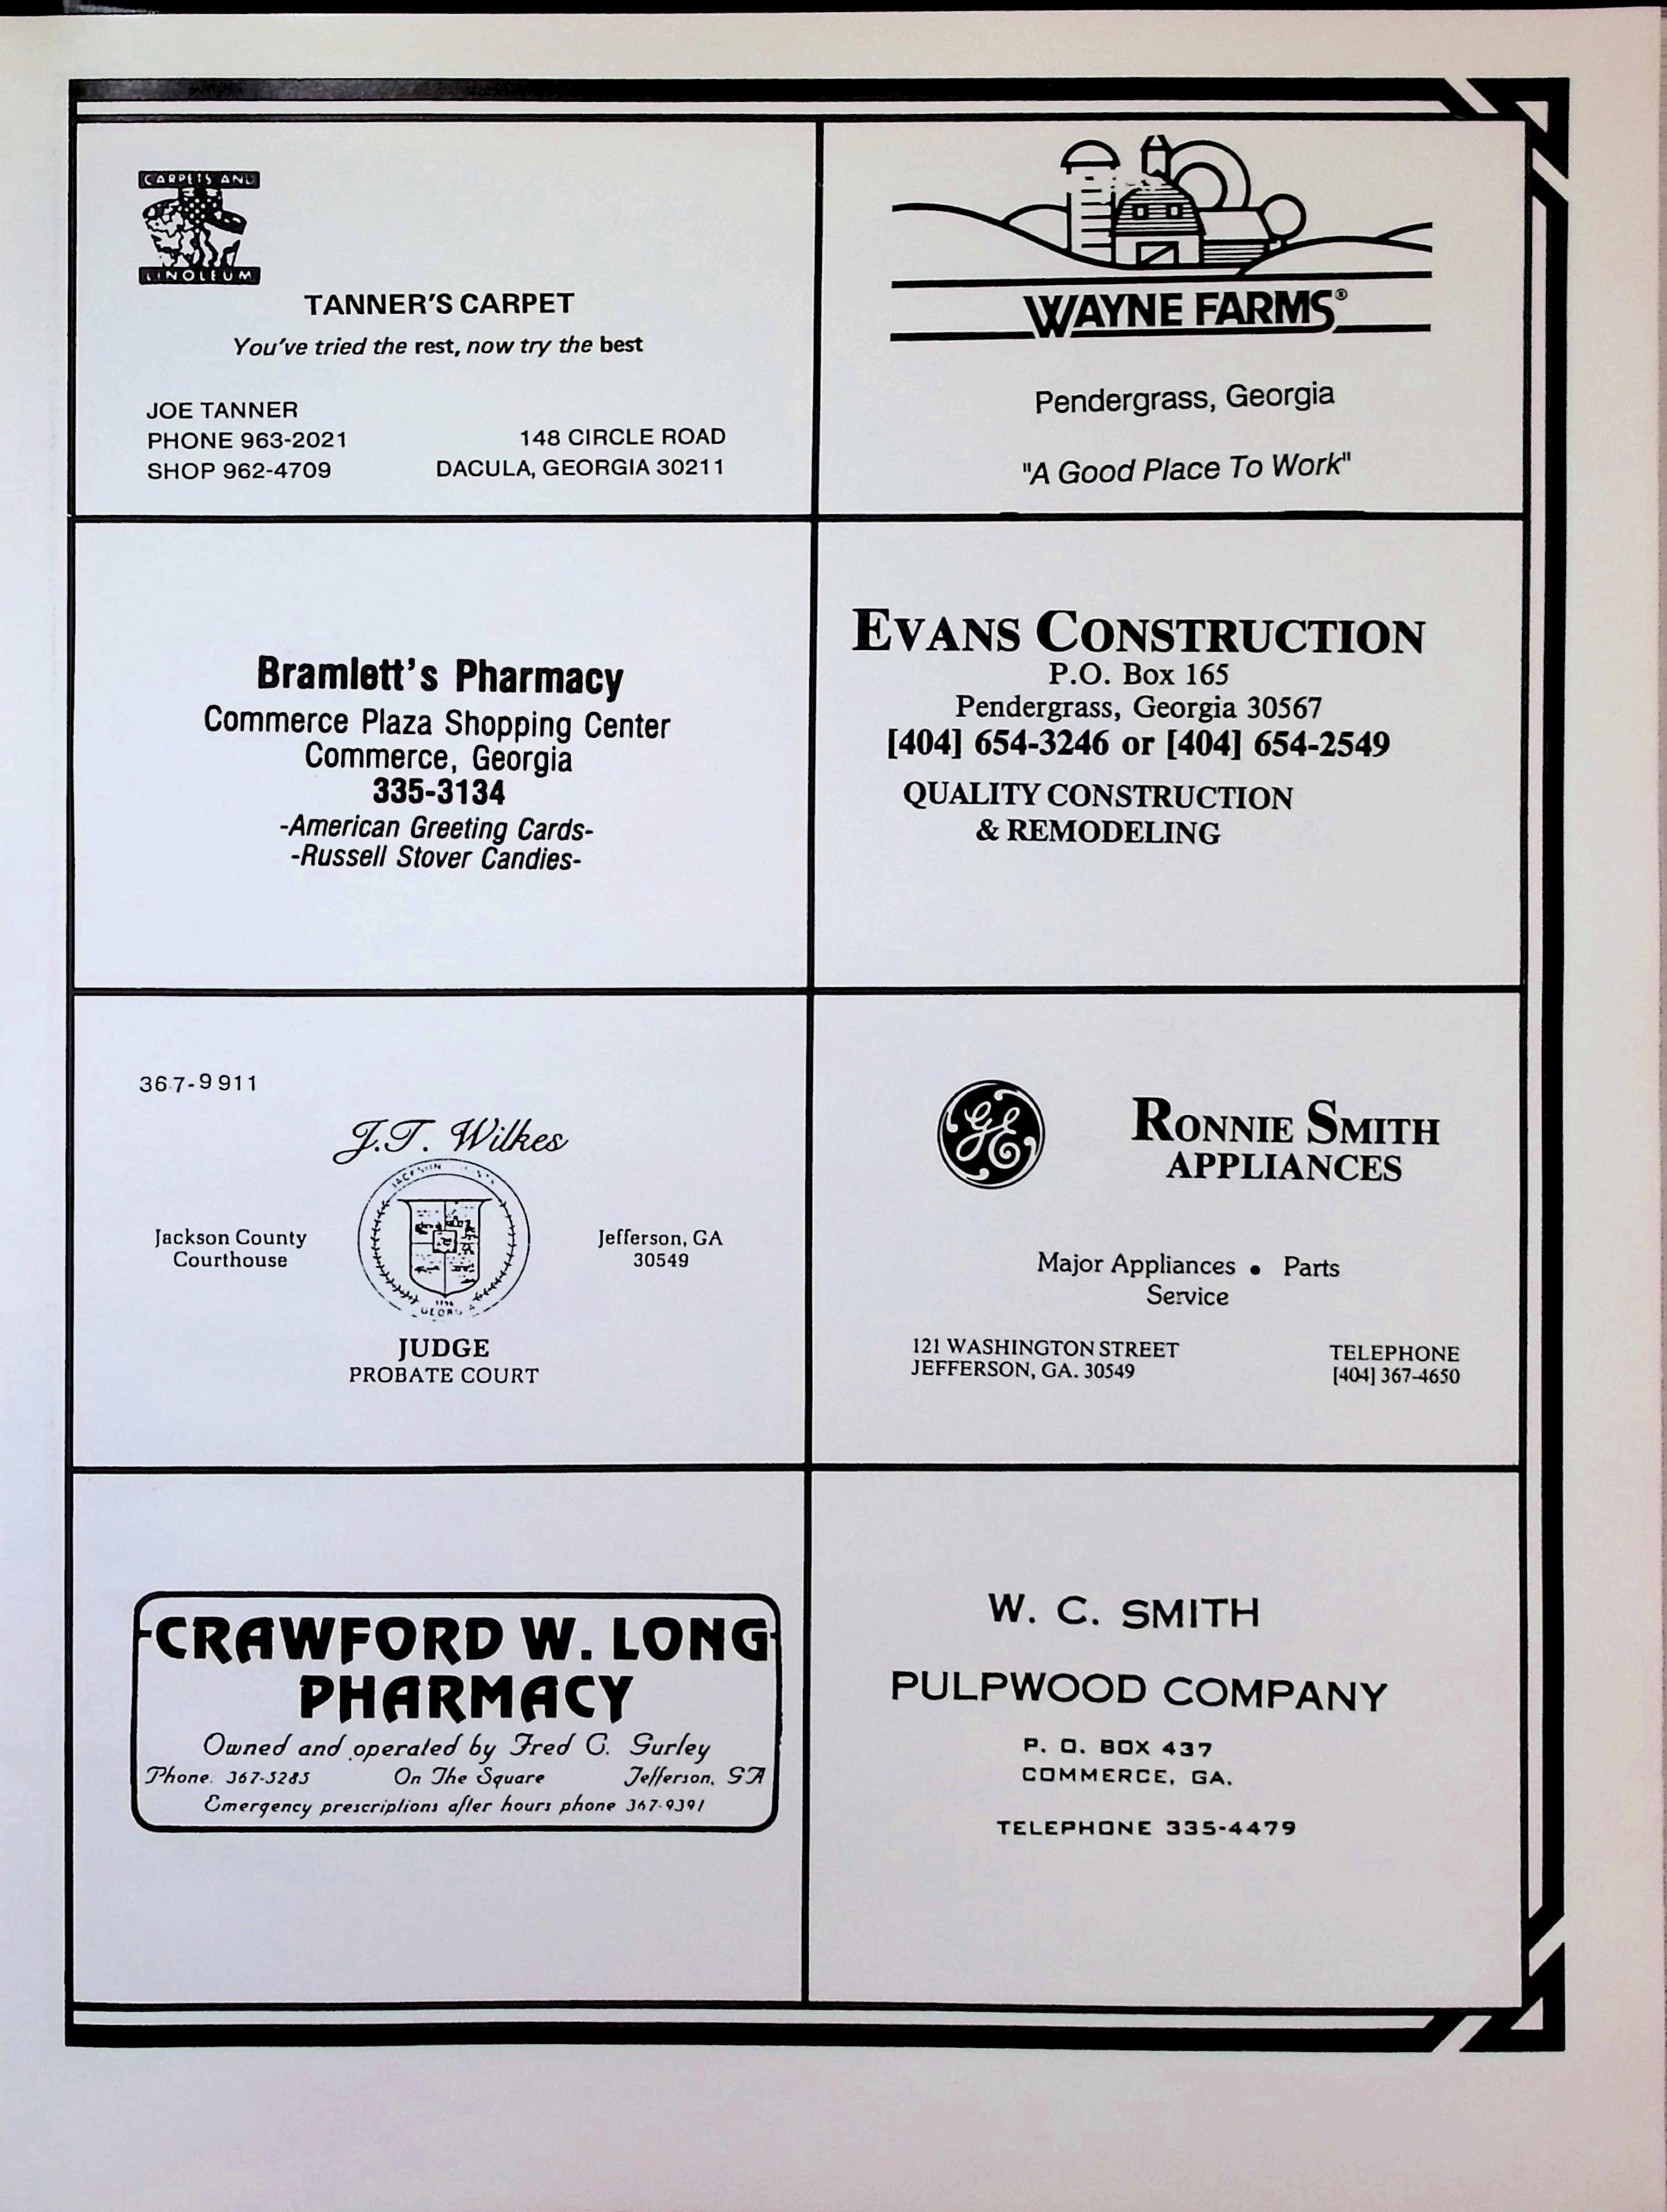 CARPETS AND
LINOLEUM
TANNER'S CARPET
You've tried the rest, now try the best
JOE TANNER
PHONE 963-2021
SHOP 962-4709
148 CIRCLE ROAD
DACULA, GEORGIA 30211
WAYNE FARMS®
Pendergrass, Georgia
"A Good Place To Work"
Bramlett's Pharmacy
Commerce Plaza Shopping Center
Commerce, Georgia
335-3134
-American Greeting Cards-
-Russell Stover Candies-
EVANS CONSTRUCTION
P.O. Box 165
Pendergrass, Georgia 30567
[404] 654-3246 or [404] 654-2549
QUALITY CONSTRUCTION
& REMODELING
367-9911
J.T. Wilkes
JACKSON
1796
GEORGIA
Jackson County
Courthouse
Jefferson, GA
30549
JUDGE
PROBATE COURT
GE
RONNIE SMITH
APPLIANCES
Major Appliances • Parts
Service
121 WASHINGTON STREET
JEFFERSON, GA. 30549
TELEPHONE
[404] 367-4650
CRAWFORD W. LONG
PHARMACY
Owned and operated by Fred C. Gurley
Phone: 367-5285 On The Square Jefferson, GA
Emergency prescriptions after hours phone 367-9391
W. C. SMITH
PULPWOOD COMPANY
P. O. BOX 437
COMMERCE, GA.
TELEPHONE 335-4479